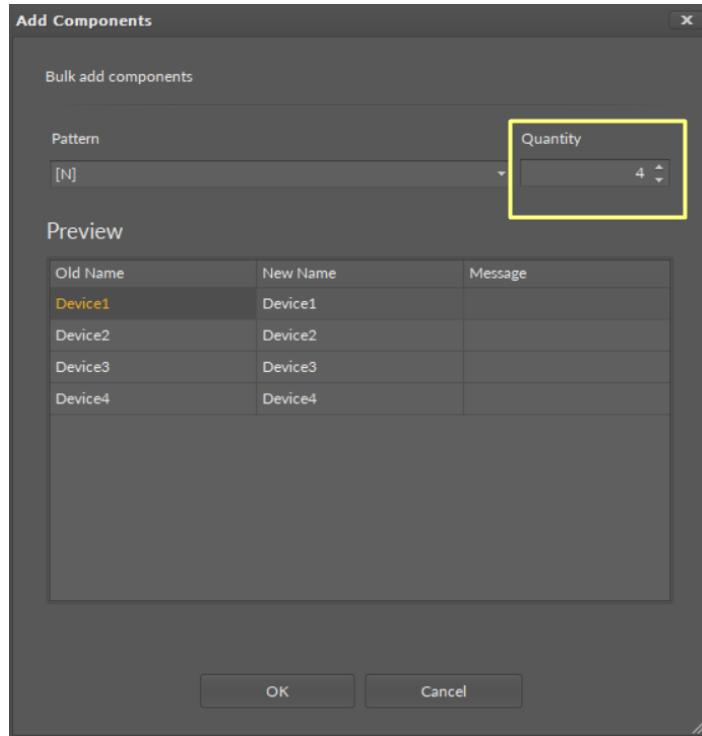 Add Components
Bulk add components
Pattern Quantity
[N] 4
Preview
Old Name New Name Message
Device1 Device1
Device2 Device2
Device3 Device3
Device4 Device4
OK Cancel